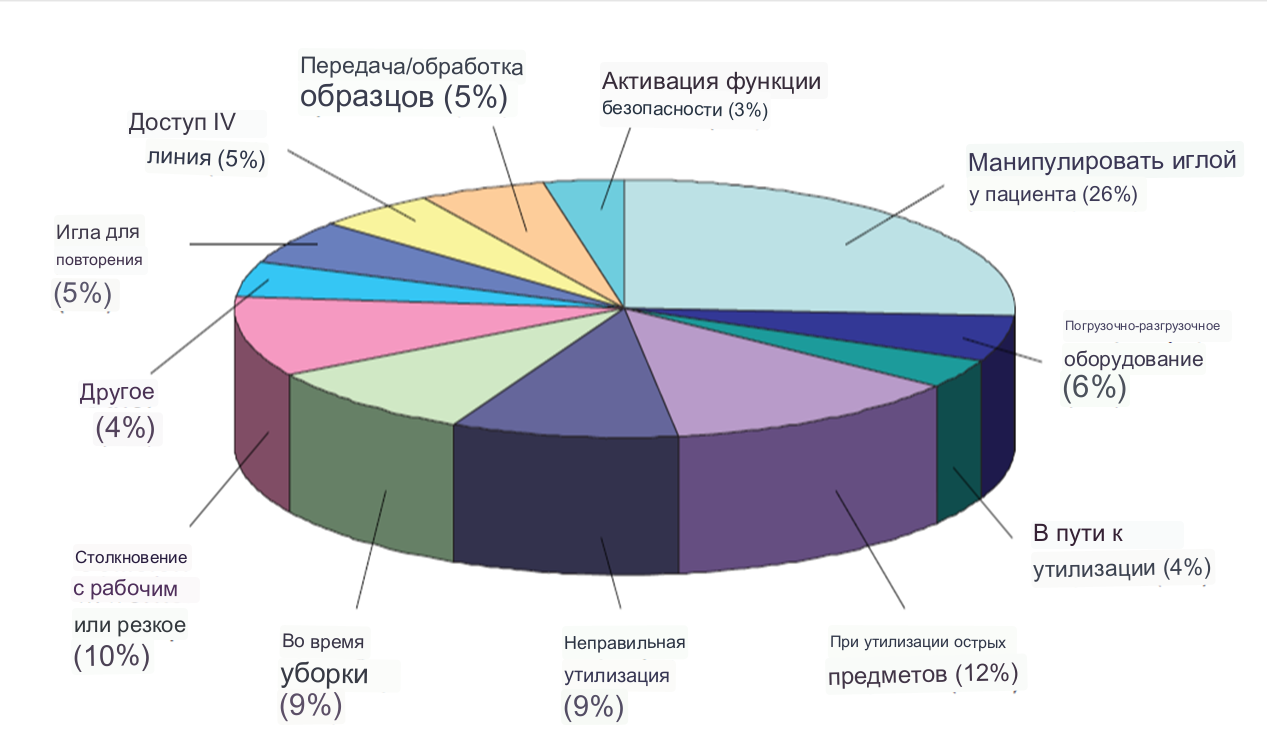 Передача/обработка
образцов (5%)
Активация функции
безопасности (3%)
Доступ IV
линия (5%)
Манипулировать иглой
у пациента (26%)
Игла для
повторения
(5%)
Погрузочно-разгрузочное
оборудование
(6%)
Другое
(4%)
В пути к
утилизации (4%)
Столкновение
с рабочим
или резкое
(10%)
Во время
уборки
(9%)
Неправильная
утилизация
(9%)
При утилизации острых
предметов (12%)